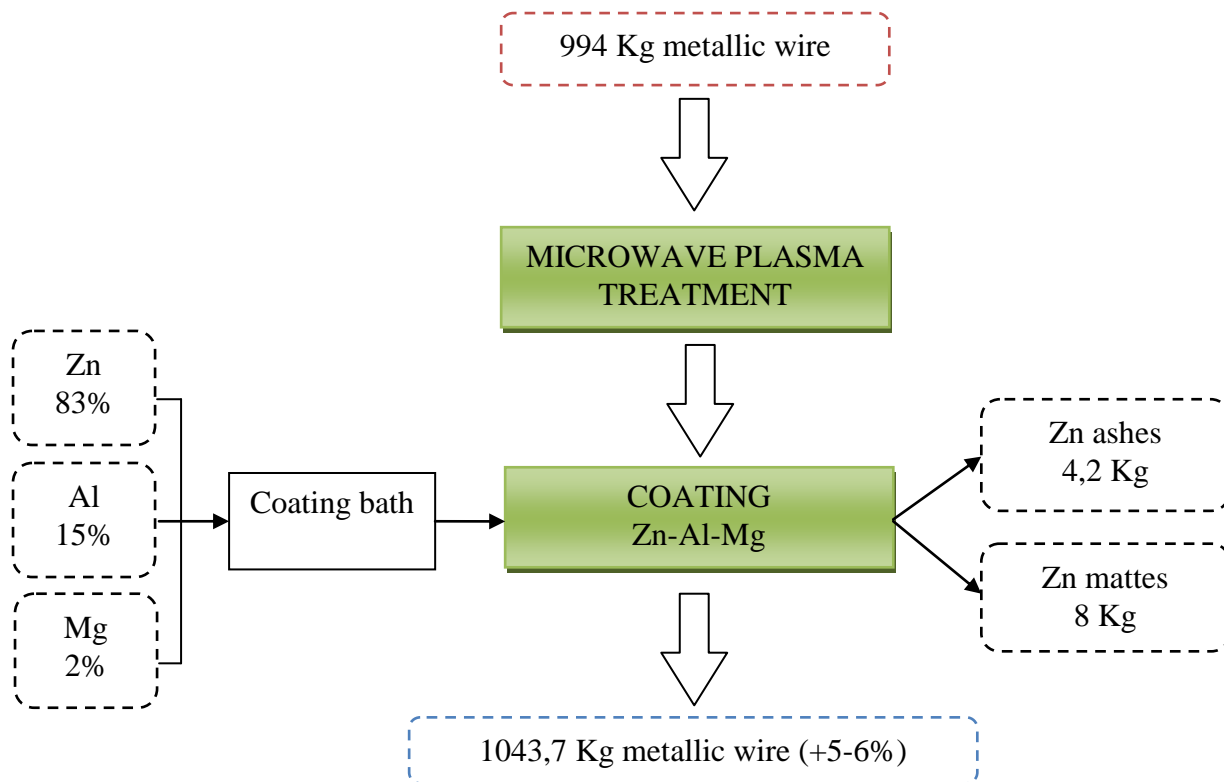 994 Kg metallic wire
MICROWAVE PLASMA
TREATMENT
Zn
83%
Al
15%
Mg
2%
Coating bath
COATING
Zn-Al-Mg
Zn ashes
4,2 Kg
Zn mattes
8 Kg
1043,7 Kg metallic wire (+5-6%)